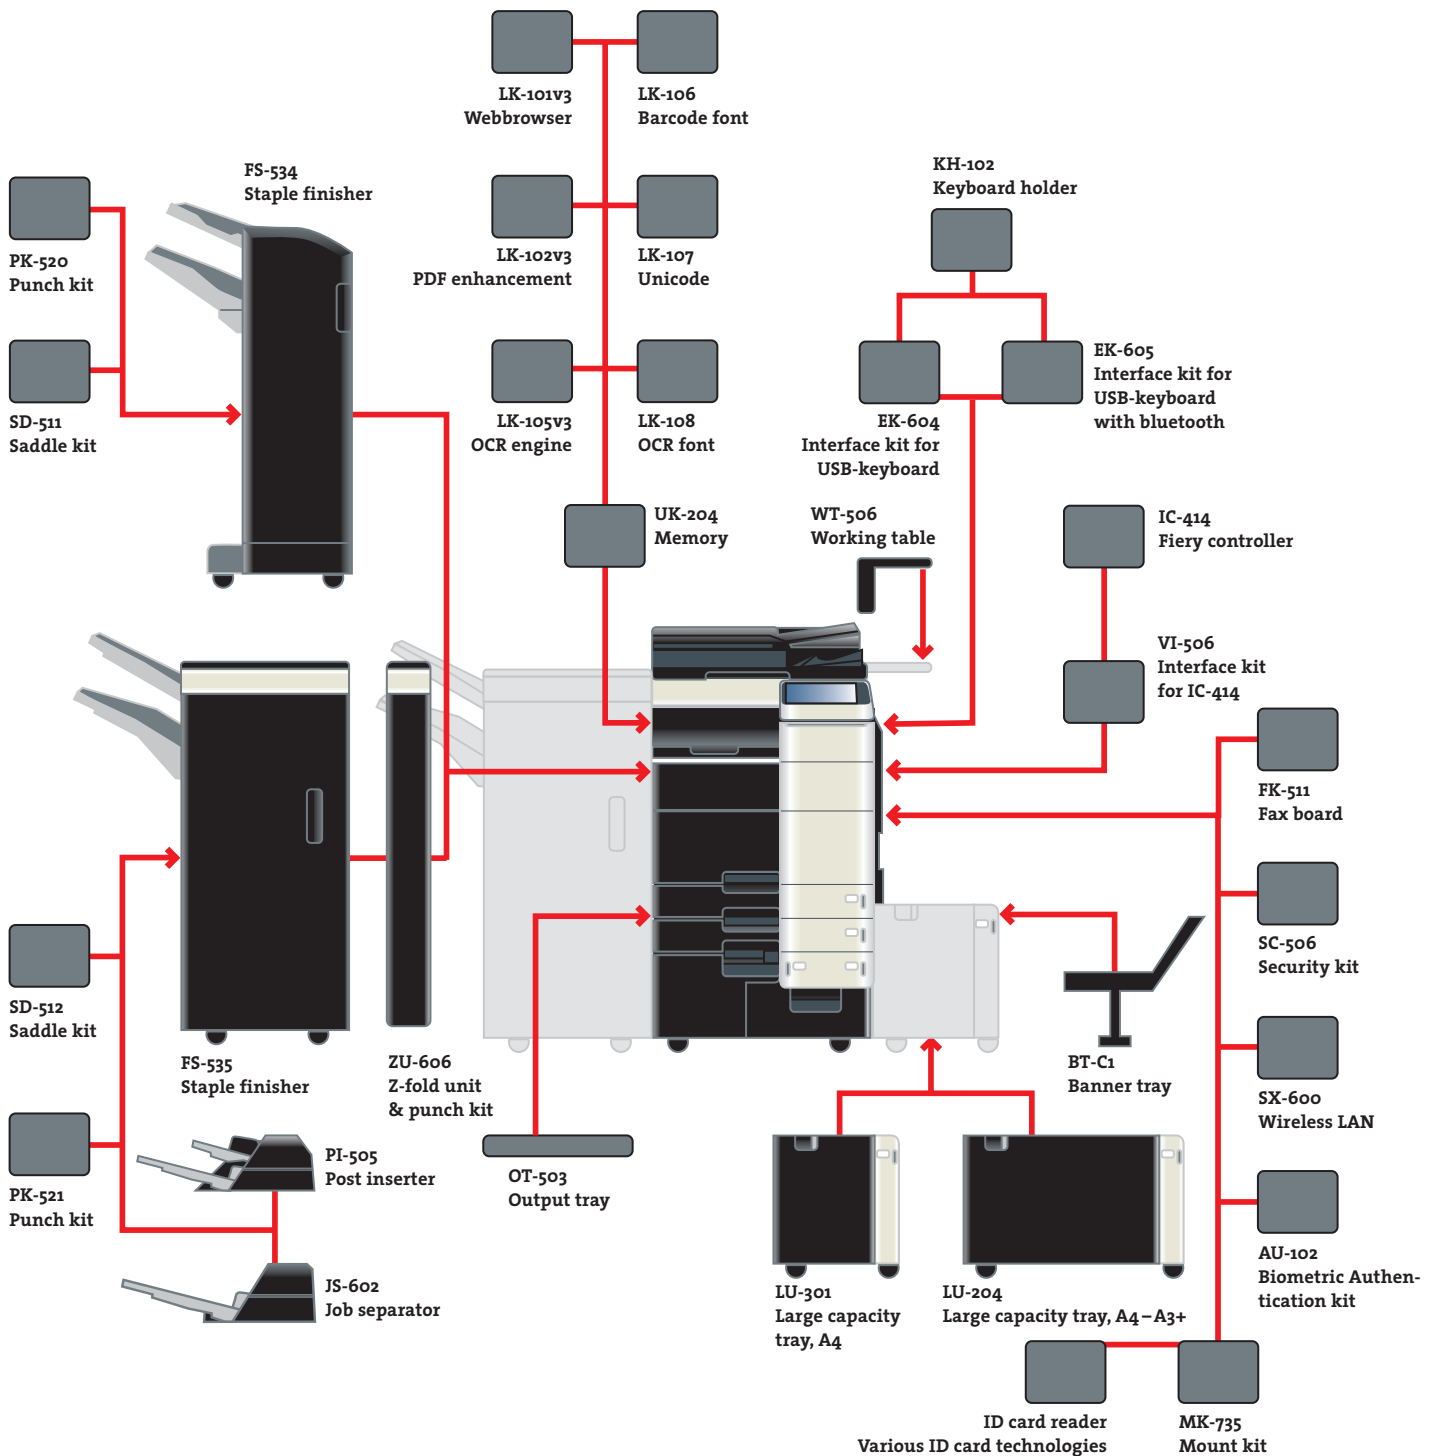 LK-101v3
Webbrowser
LK-106
Barcode font
FS-534
Staple finisher
KH-102
Keyboard holder
PK-520
Punch kit
LK-102v3
PDF enhancement
LK-107
Unicode
EK-605
Interface kit for
USB-keyboard
with bluetooth
SD-511
Saddle kit
LK-105v3
OCR engine
LK-108
OCR font
EK-604
Interface kit for
USB-keyboard
UK-204
Memory
WT-506
Working table
IC-414
Fiery controller
VI-506
Interface kit
for IC-414
FK-511
Fax board
SC-506
Security kit
SD-512
Saddle kit
FS-535
Staple finisher
ZU-606
Z-fold unit
& punch kit
BT-C1
Banner tray
SX-600
Wireless LAN
PK-521
Punch kit
PI-505
Post inserter
OT-503
Output tray
AU-102
Biometric Authen-
tication kit
JS-602
Job separator
LU-301
Large capacity
tray, A4
LU-204
Large capacity tray, A4–A3+
ID card reader
Various ID card technologies
MK-735
Mount kit